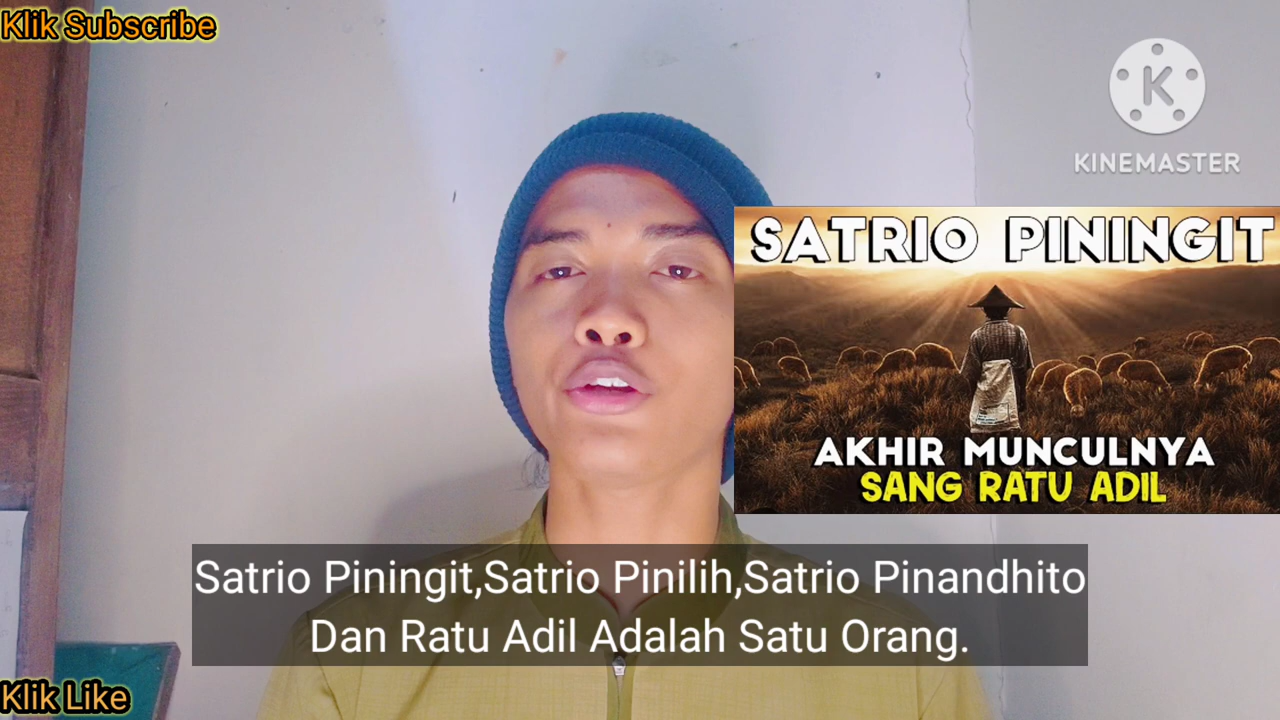 Klik Subscribe
KINEMASTER
SATRIO PININGIT
AKHIR MUNCULNYA
SANG RATU ADIL
Satrio Piningit,Satrio Pinilih,Satrio Pinandhito
Dan Ratu Adil Adalah Satu Orang.
Klik Like